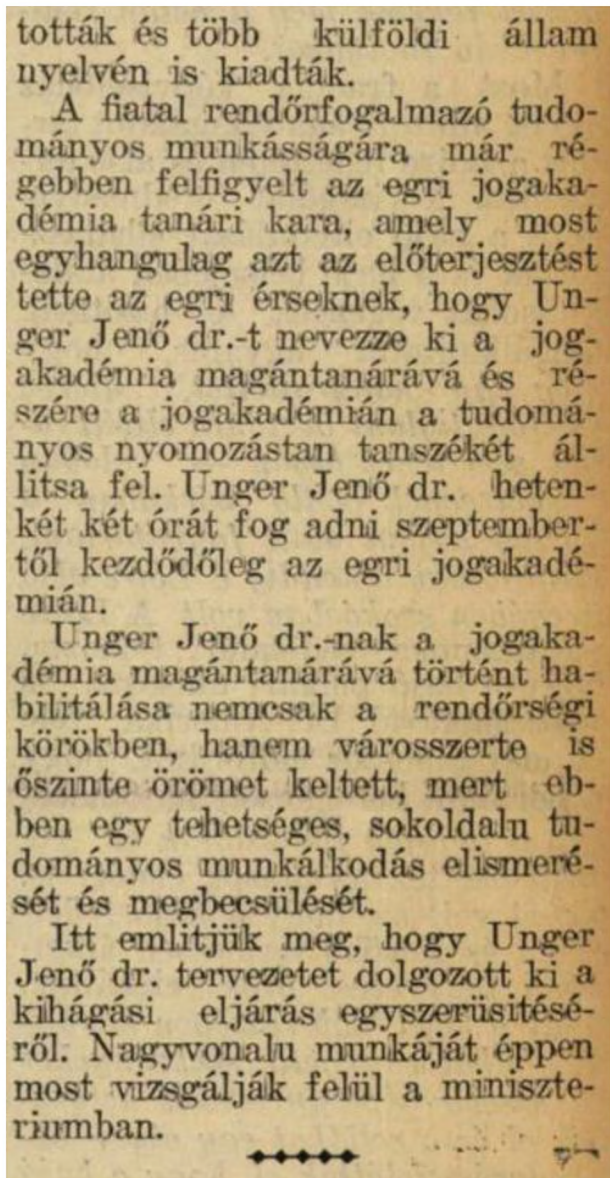 tották és több külföldi állam
nyelvén is kiadták.
A fiatal rendőrfogalmazó tudo-
mányos munkásságára már ré-
gebben felfigyelt az egri jogaka-
démia tanári kara, amely most
egyhangulag azt az előterjesztést
tette az egri érseknek, hogy Un-
ger Jenő dr.-t nevezze ki a jog-
akadémia magántanárává és ré-
szére a jogakadémián a tudomá-
nyos nyomozástan tanszékét ál-
litsa fel. Unger Jenő dr. heten-
két két órát fog adni szeptember-
től kezdődőleg az egri jogakadé-
mián.
Unger Jenő dr.-nak a jogaka-
démia magántanárává történt ha-
bilitálása nemcsak a rendőrségi
körökben, hanem városszerte is
őszinte örömet keltett, mert eb-
ben egy tehetséges, sokoldalu tu-
dományos munkálkodás elismeré-
sét és megbecsülését.
Itt emlitjük meg, hogy Unger
Jenő dr. tervezetet dolgozott ki a
kihágási eljárás egyszerüsitésé-
ről. Nagyvonalu munkáját éppen
most vizsgálják felül a miniszte-
riumban.